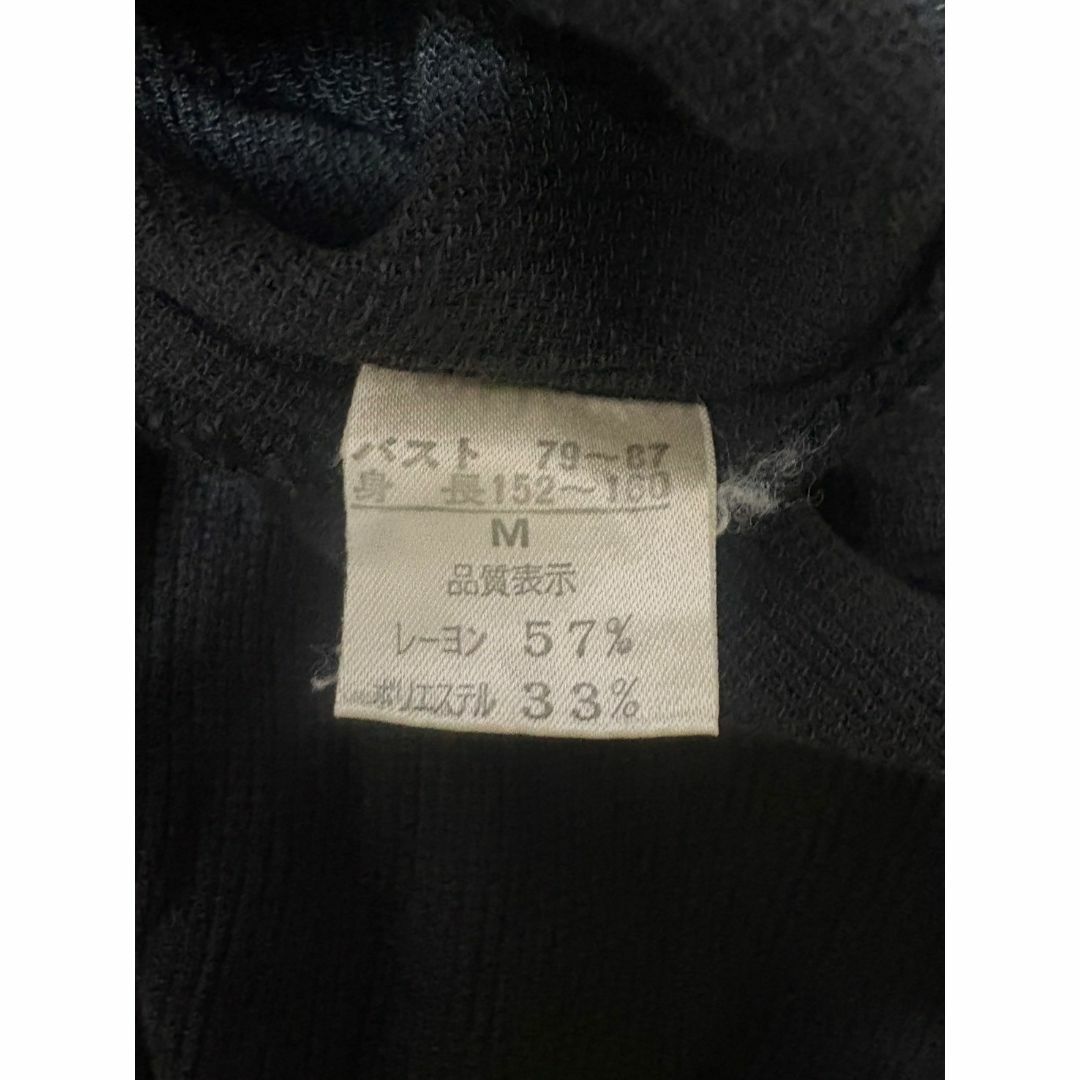 バスト 79〜87
身 長152〜160
M
品質表示
レーヨン 57%
ポリエステル 33%